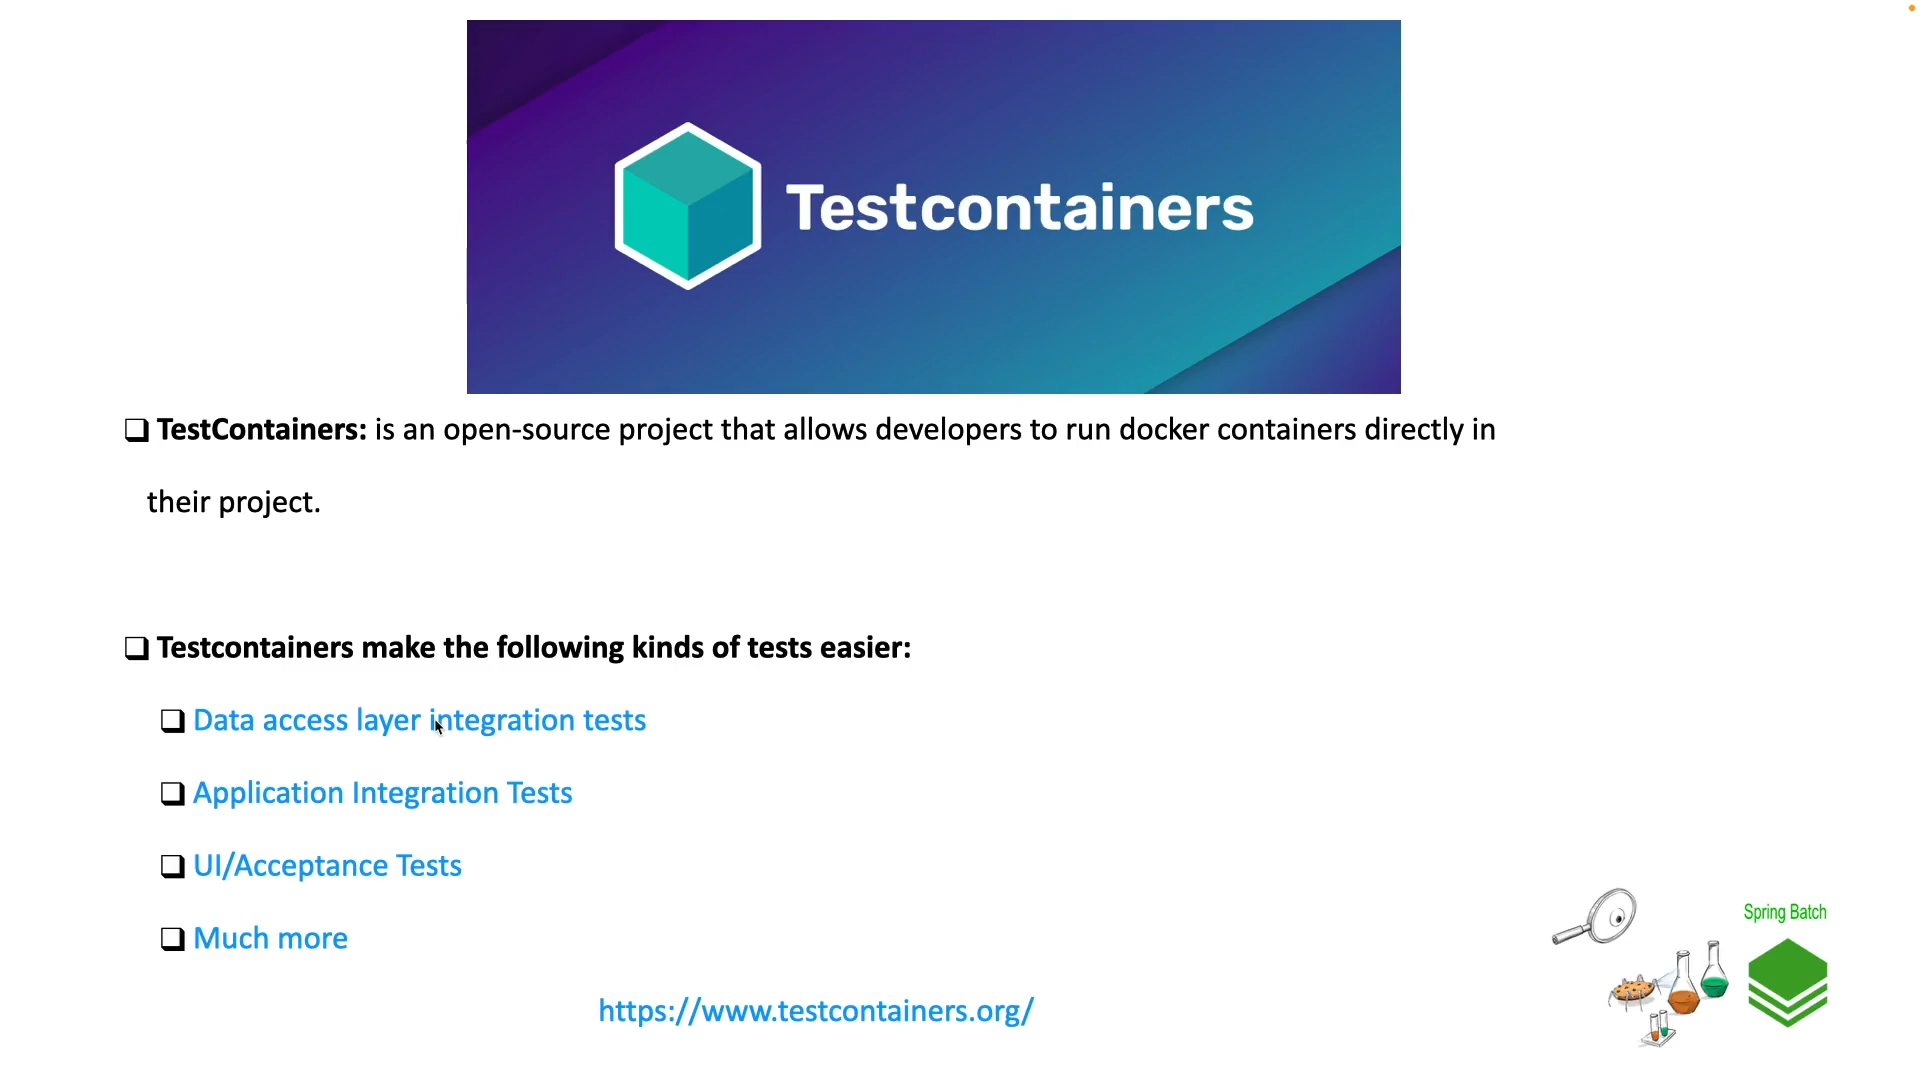 Testcontainers
❑ TestContainers: is an open-source project that allows developers to run docker containers directly in
their project.
❑ Testcontainers make the following kinds of tests easier:
❑ Data access layer integration tests
❑ Application Integration Tests
❑ UI/Acceptance Tests
❑ Much more
https://www.testcontainers.org/
Spring Batch